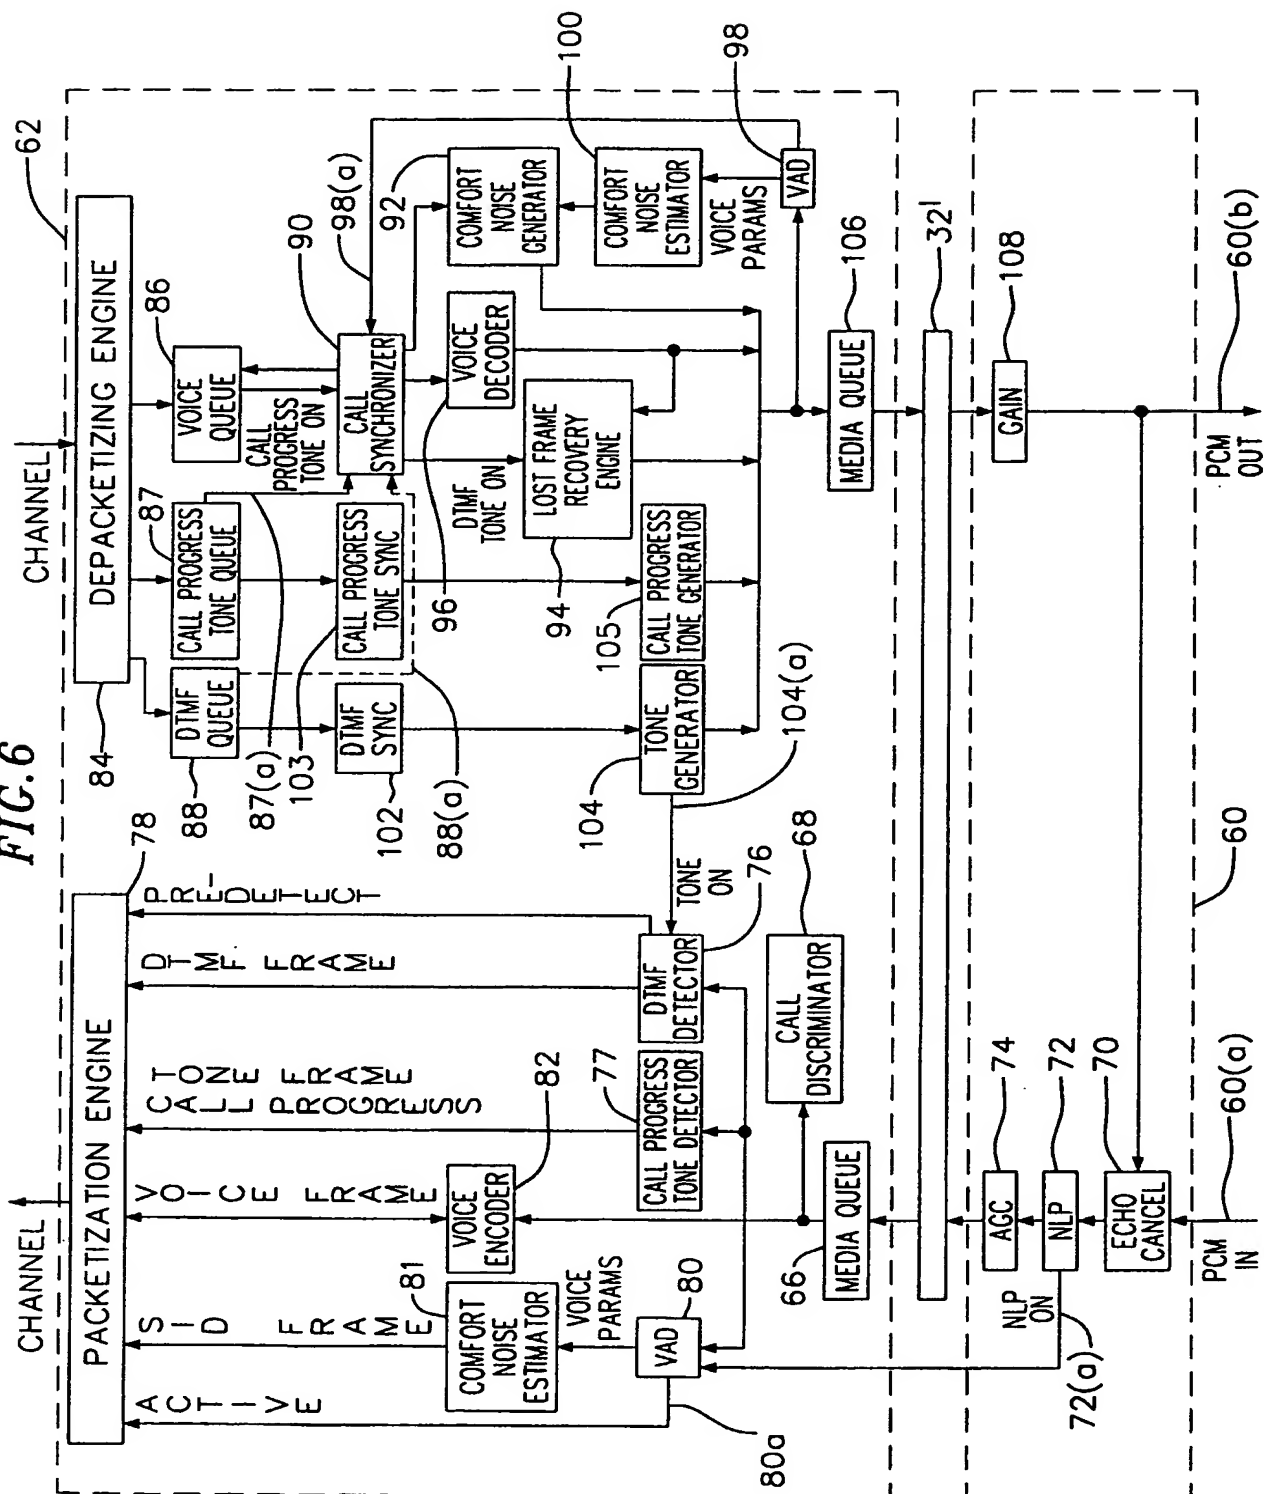 FIG.6
CHANNEL
PACKETIZATION ENGINE
78
ACTIVE
SID FRAME
VOICE FRAME
CALL PROGRESS
TONE FRAME
DTMF FRAME
PRE-DETECT
COMFORT
NOISE
ESTIMATOR
81
VOICE
ENCODER
82
VOICE
PARAMS
VAD
80
80a
CALL PROGRESS
TONE DETECTOR
77
DTMF
DETECTOR
76
TONE
ON
CALL
DISCRIMINATOR
68
MEDIA QUEUE
66
CHANNEL
DEPACKETIZING ENGINE
84
62
DTMF
QUEUE
88
CALL PROGRESS
TONE QUEUE
87
VOICE
QUEUE
86
87(a)
CALL
PROGRESS
TONE ON
DTMF
SYNC
102
CALL PROGRESS
TONE SYNC
103
CALL
SYNCHRONIZER
90
98(a)
88(a)
DTMF
TONE ON
VOICE
DECODER
96
COMFORT
NOISE
GENERATOR
92
LOST FRAME
RECOVERY
ENGINE
94
COMFORT
NOISE
ESTIMATOR
100
VOICE
PARAMS
TONE
GENERATOR
104
104(a)
CALL PROGRESS
TONE GENERATOR
105
VAD
98
MEDIA QUEUE
106
32'
AGC
74
NLP
72
NLP
ON
72(a)
ECHO
CANCEL
70
GAIN
108
PCM
IN
60(a)
60
PCM
OUT
60(b)